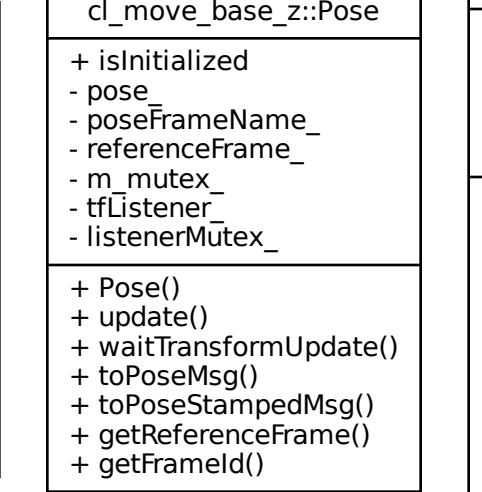 cl_move_base_z::Pose
+ isInitialized
- pose_
- poseFrameName_
- referenceFrame_
- m_mutex_
- tfListener_
- listenerMutex_
+ Pose()
+ update()
+ waitTransformUpdate()
+ toPoseMsg()
+ toPoseStampedMsg()
+ getReferenceFrame()
+ getFrameId()